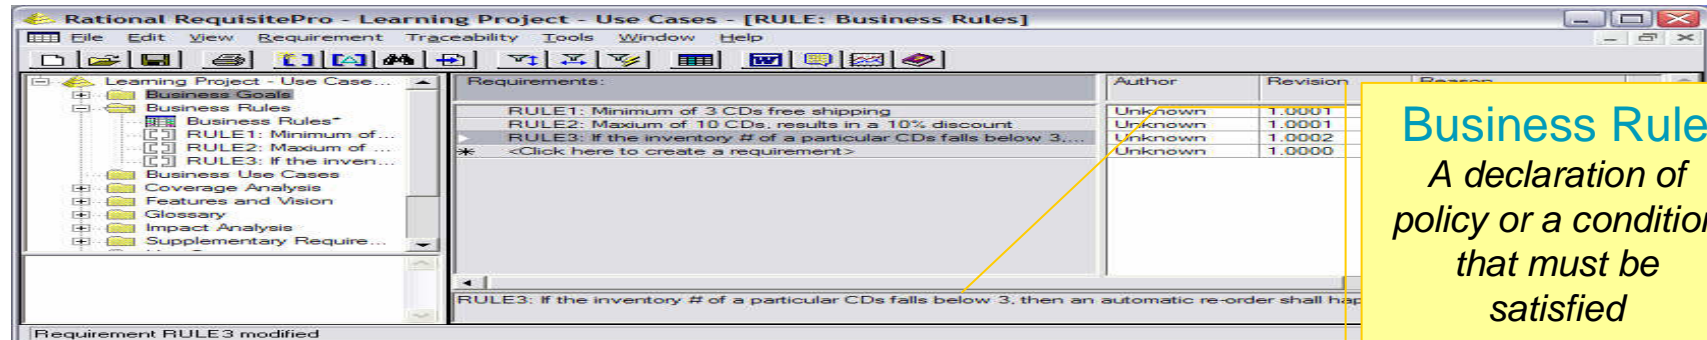 Rational RequisitePro - Learning Project - Use Cases - [RULE: Business Rules]
File Edit View Requirement Traceability Tools Window Help
Learning Project - Use Case...
Business Goals
Business Rules
Business Rules*
RULE1: Minimum of...
RULE2: Maxium of ...
RULE3: If the inven...
Business Use Cases
Coverage Analysis
Features and Vision
Glossary
Impact Analysis
Supplementary Require...
Requirements: Author Revision Reason
RULE1: Minimum of 3 CDs free shipping Unknown 1.0001
RULE2: Maxium of 10 CDs, results in a 10% discount Unknown 1.0001
RULE3: If the inventory # of a particular CDs falls below 3,... Unknown 1.0002
<Click here to create a requirement> Unknown 1.0000
RULE3: If the inventory # of a particular CDs falls below 3, then an automatic re-order shall hap
Requirement RULE3 modified
Business Rule
A declaration of
policy or a condition
that must be
satisfied